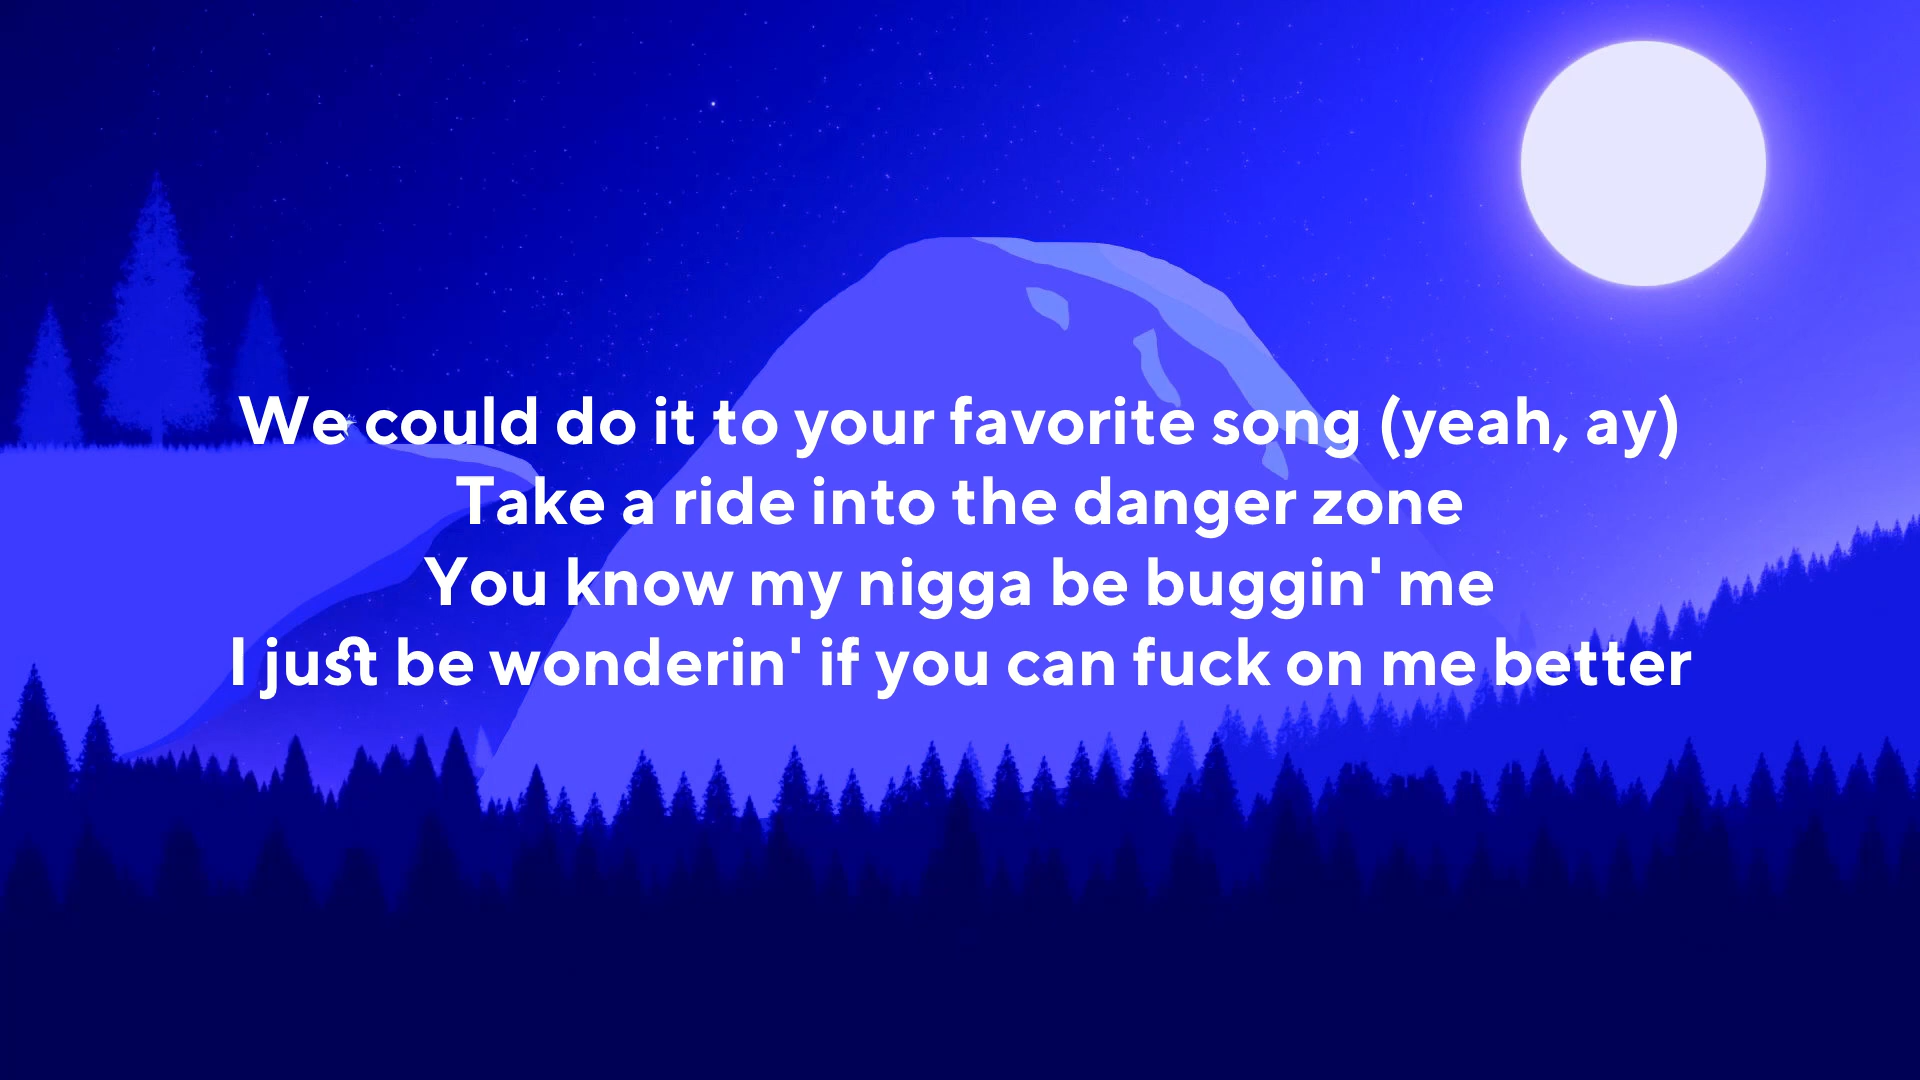 We could do it to your favorite song (yeah, ay)
Take a ride into the danger zone
You know my nigga be buggin' me
I just be wonderin' if you can fuck on me better